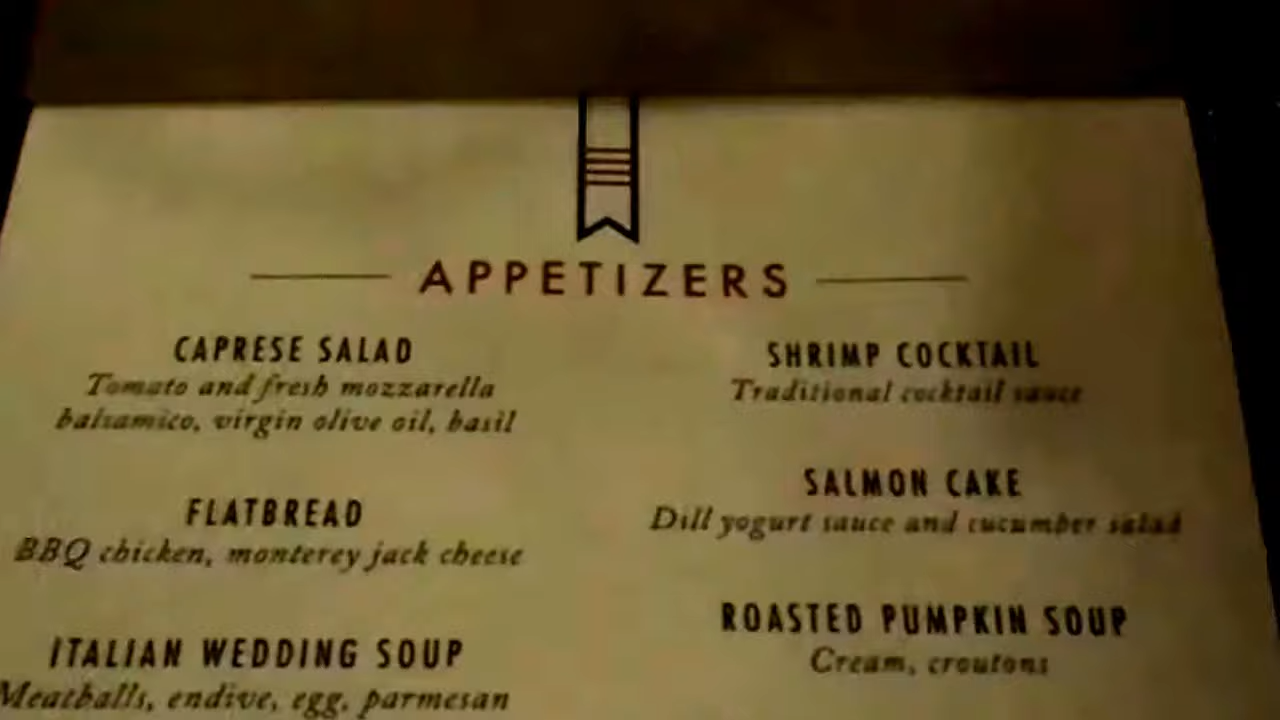 APPETIZERS
CAPRESE SALAD
Tomato and fresh mozzarella
balsamico, virgin olive oil, basil
FLATBREAD
BBQ chicken, monterey jack cheese
ITALIAN WEDDING SOUP
Meatballs, endive, egg, parmesan
SHRIMP COCKTAIL
Traditional cocktail sauce
SALMON CAKE
Dill yogurt sauce and cucumber salad
ROASTED PUMPKIN SOUP
Cream, croutons